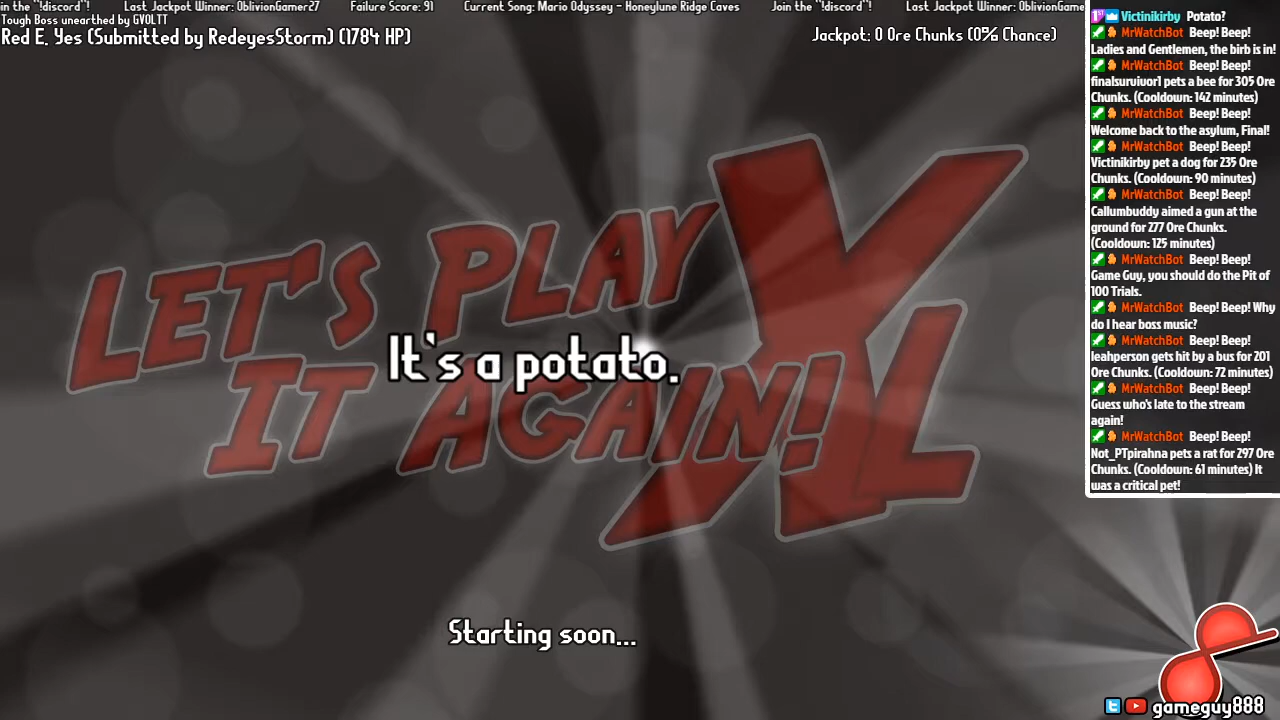 in the "!discord"! Last Jackpot Winner: OblivionGamer27 Failure Score: 91 Current Song: Mario Odyssey - Honeylune Ridge Caves Join the "!discord"! Last Jackpot Winner: OblivionGame
Tough Boss unearthed by GVOLTT
Red E. Yes (Submitted by RedeyesStorm) (1784 HP)
Jackpot: 0 Ore Chunks (0% Chance)
LET'S PLAY
IT AGAIN!
XL
It's a potato.
Starting soon...
Victinikirby Potato?
MrWatchBot Beep! Beep!
Ladies and Gentlemen, the birb is in!
MrWatchBot Beep! Beep!
finalsurvivor1 pets a bee for 305 Ore
Chunks. (Cooldown: 142 minutes)
MrWatchBot Beep! Beep!
Welcome back to the asylum, Final!
MrWatchBot Beep! Beep!
Victinikirby pet a dog for 235 Ore
Chunks. (Cooldown: 90 minutes)
MrWatchBot Beep! Beep!
Callumbuddy aimed a gun at the
ground for 277 Ore Chunks.
(Cooldown: 125 minutes)
MrWatchBot Beep! Beep!
Game Guy, you should do the Pit of
100 Trials.
MrWatchBot Beep! Beep! Why
do I hear boss music?
MrWatchBot Beep! Beep!
leahperson gets hit by a bus for 201
Ore Chunks. (Cooldown: 72 minutes)
MrWatchBot Beep! Beep!
Guess who's late to the stream
again!
MrWatchBot Beep! Beep!
Not_PTpirahna pets a rat for 297 Ore
Chunks. (Cooldown: 61 minutes) It
was a critical pet!
gameguy888